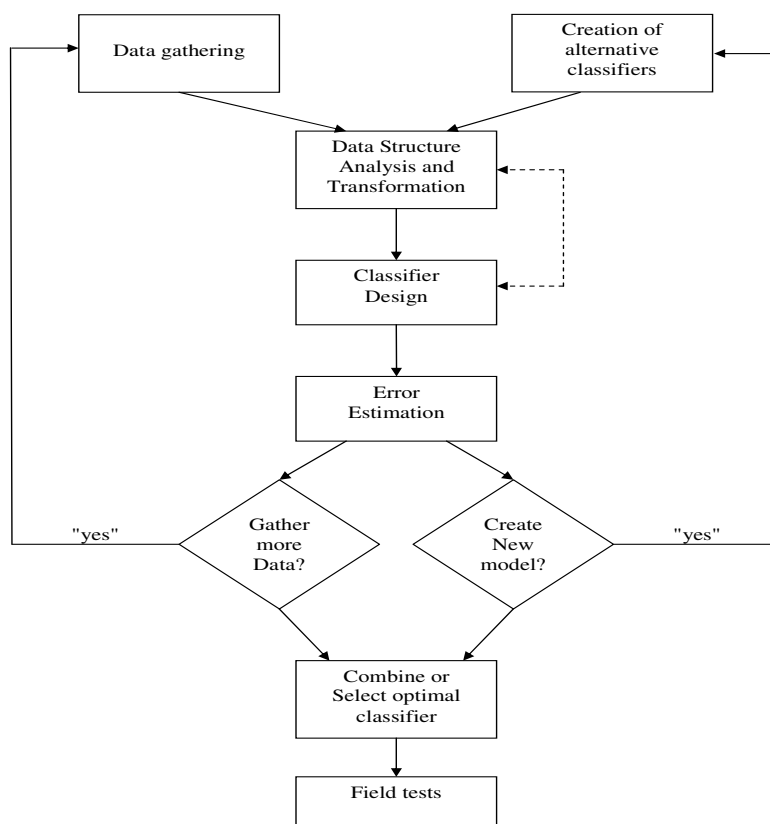 Data gathering
Creation of
alternative
classifiers
Data Structure
Analysis and
Transformation
Classifier
Design
Error
Estimation
"yes"
Gather
more
Data?
Create
New
model?
"yes"
Combine or
Select optimal
classifier
Field tests